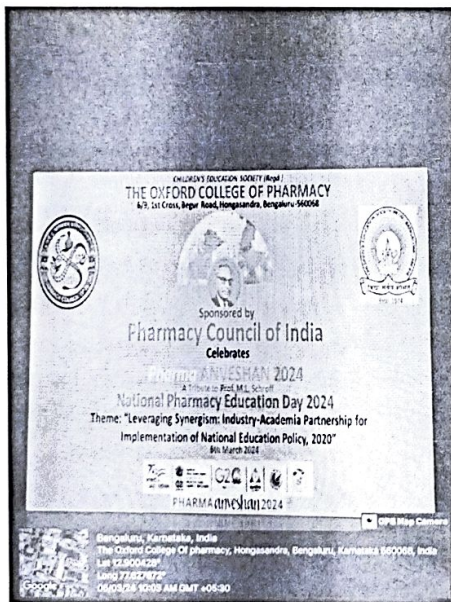 CHILDREN'S EDUCATION SOCIETY (Regd.)
THE OXFORD COLLEGE OF PHARMACY
6/9, 1st Cross, Begur Road, Hongasandra, Bengaluru-560068
Sponsored by
Pharmacy Council of India
Celebrates
Pharma ANVESHAN 2024
A Tribute to Prof. M.L. Schroff
National Pharmacy Education Day 2024
Theme: "Leveraging Synergism: Industry-Academia Partnership for
Implementation of National Education Policy, 2020"
6th March 2024
G20
PHARMA anveshan 2024
GPS Map Camera
Bengaluru, Karnataka, India
The Oxford College Of pharmacy, Hongasandra, Bengaluru, Karnataka 560068, India
Lat 12.900428°
Long 77.627672°
06/03/24 10:03 AM GMT +05:30
Google